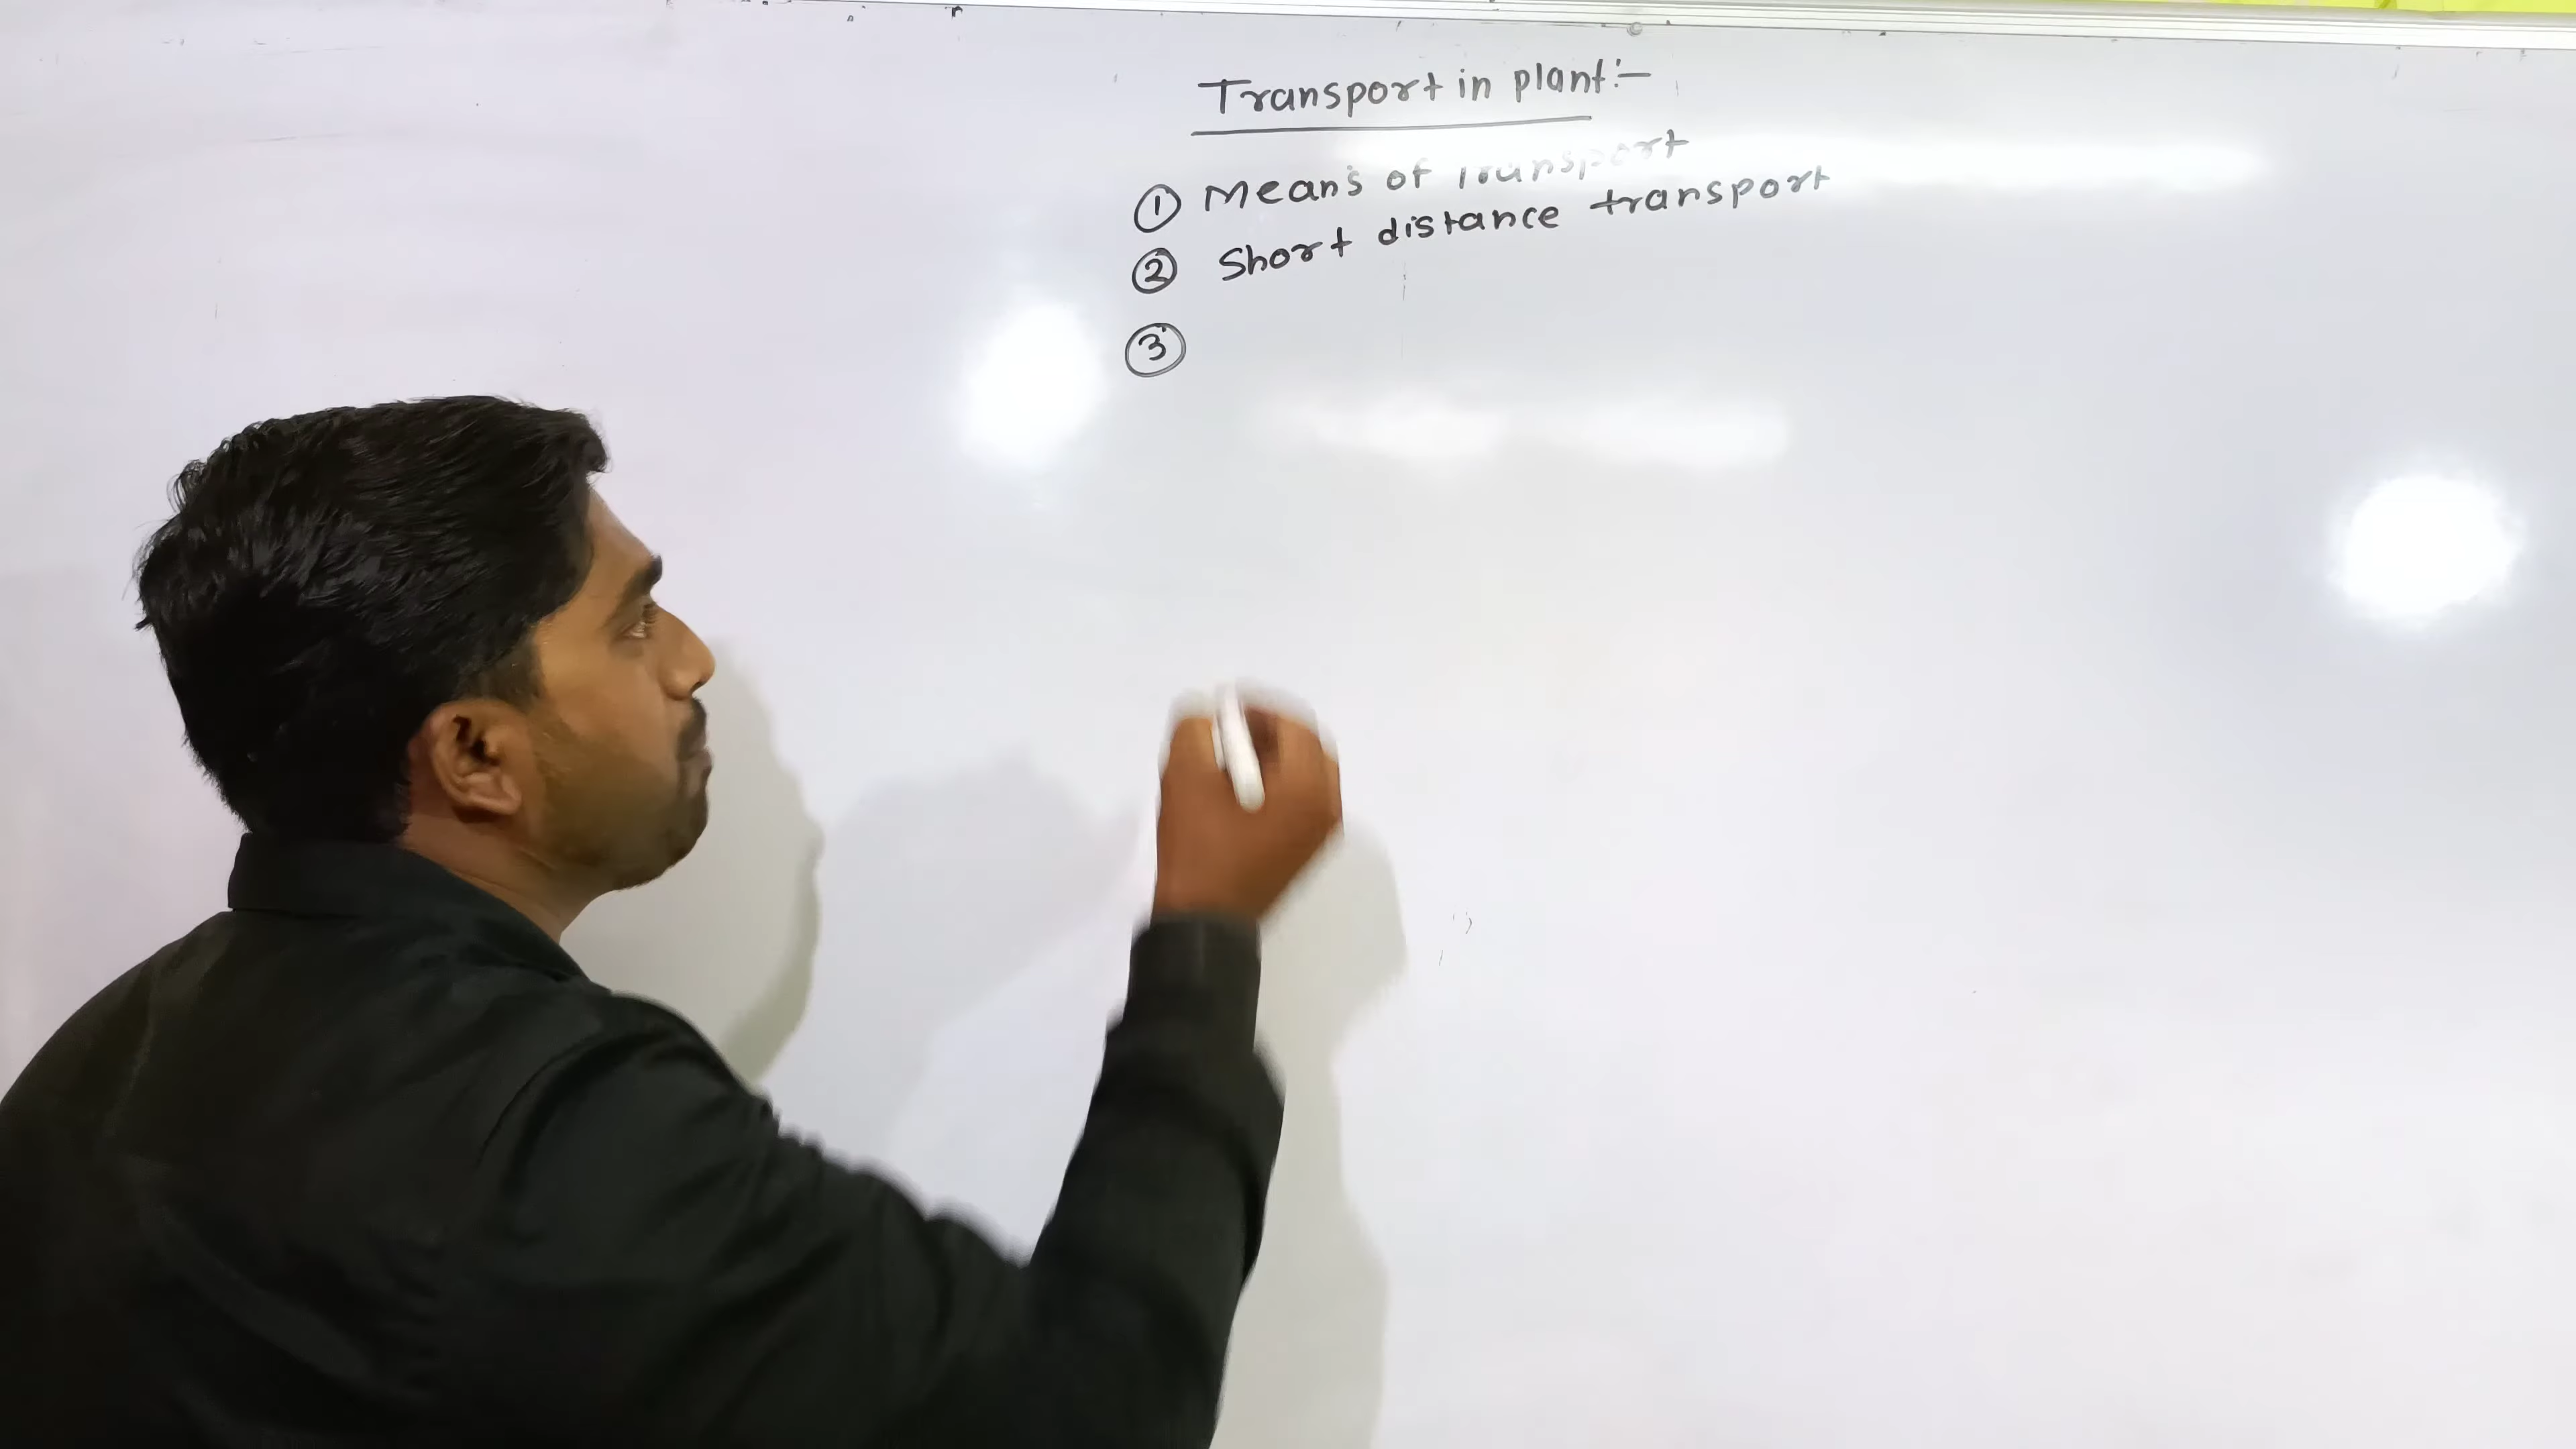 Transport in plant:-
① Means of Transport
② Short distance transport
③